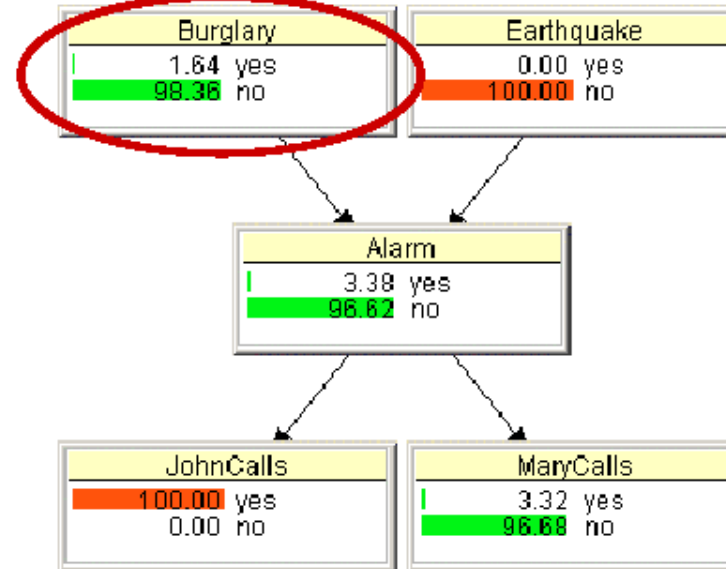 Burglary
1.64 yes
98.36 no
Earthquake
0.00 yes
100.00 no
Alarm
3.38 yes
96.62 no
JohnCalls
100.00 yes
0.00 no
MaryCalls
3.32 yes
96.68 no